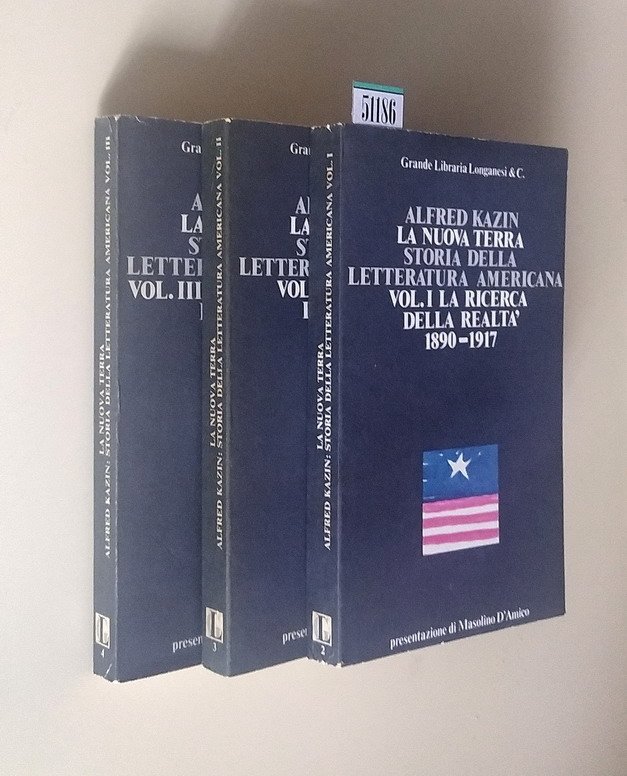 51186
Grande Libraria Longanesi & C.
ALFRED KAZIN
LA NUOVA TERRA
STORIA DELLA
LETTERATURA AMERICANA
VOL. I LA RICERCA
DELLA REALTA'
1890-1917
presentazione di Masolino D'Amico
LA NUOVA TERRA
ALFRED KAZIN: STORIA DELLA LETTERATURA AMERICANA VOL. I
L
2
LA NUOVA TERRA
ALFRED KAZIN: STORIA DELLA LETTERATURA AMERICANA VOL. II
L
3
LETTER
VOL
LA NUOVA TERRA
ALFRED KAZIN: STORIA DELLA LETTERATURA AMERICANA VOL. III
L
4
LA
LETTER
VOL. III